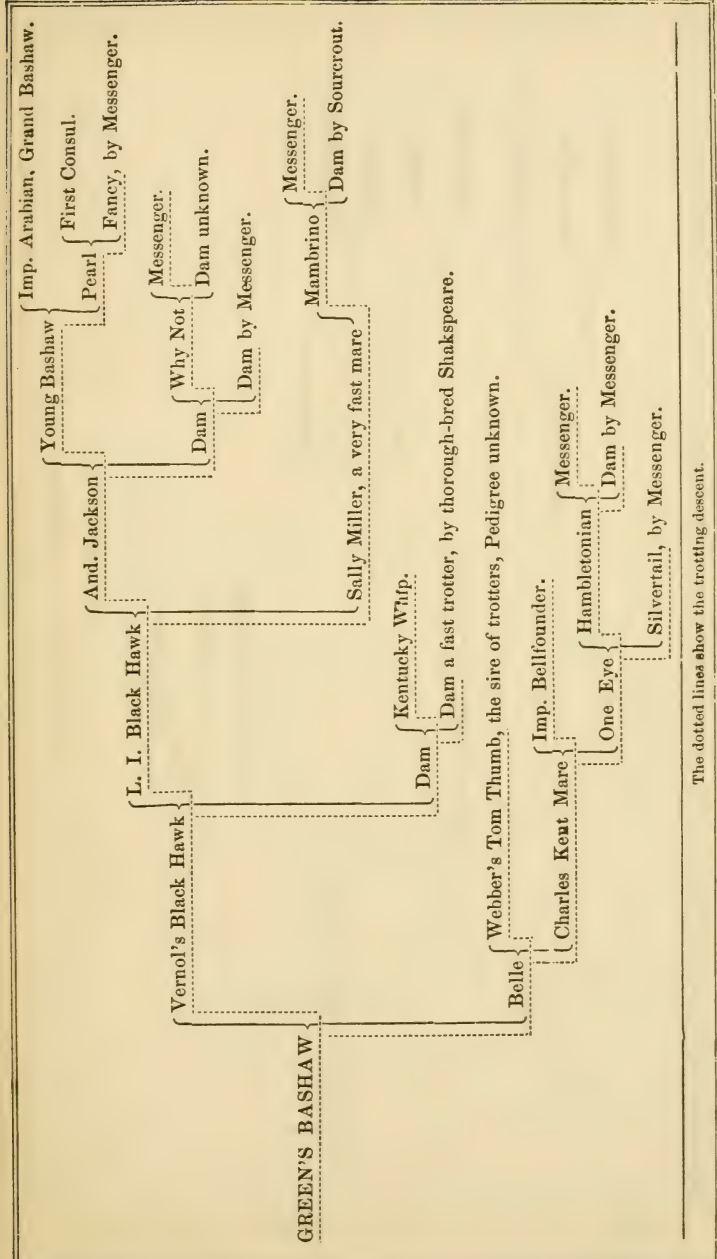 Imp. Arabian, Grand Bashaw.
Young Bashaw
First Consul.
Pearl
Fancy, by Messenger.
And. Jackson
Messenger.
Why Not
Dam unknown.
Dam
Dam by Messenger.
L. I. Black Hawk
Messenger.
Mambrino
Dam by Sourcrout.
Sally Miller, a very fast mare
Vernol's Black Hawk
Kentucky Whip.
Dam
Dam a fast trotter, by thorough-bred Shakspeare.
GREEN'S BASHAW
Webber's Tom Thumb, the sire of trotters, Pedigree unknown.
Belle
Imp. Bellfounder.
Charles Kent Mare
Messenger.
Hambletonian
Dam by Messenger.
One Eye
Silvertail, by Messenger.
The dotted lines show the trotting descent.